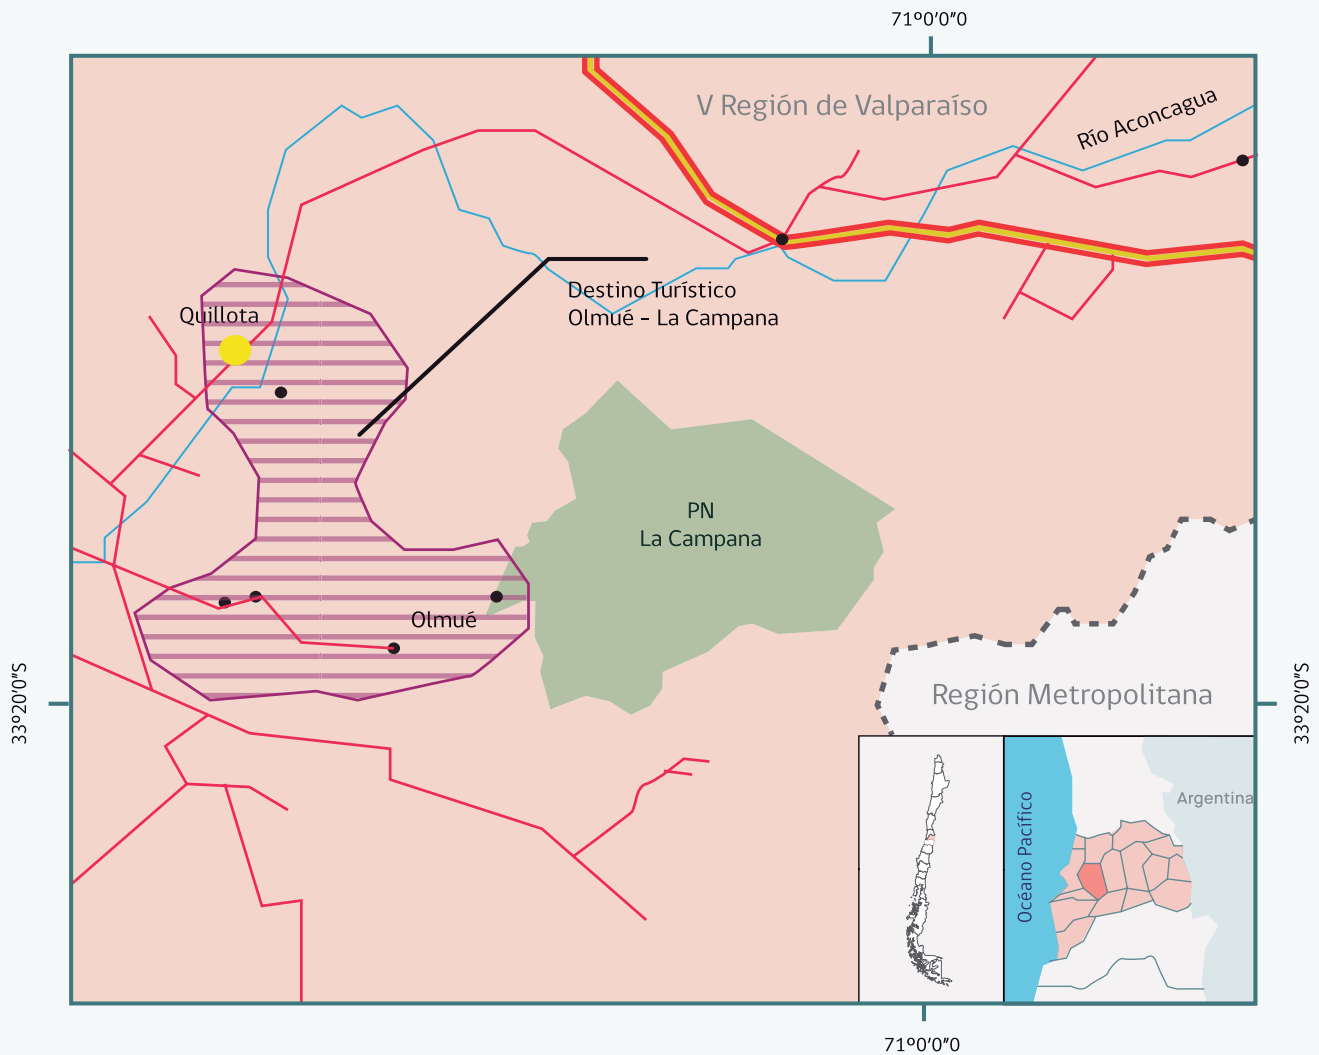 71º0'0"0
V Región de Valparaíso
Río Aconcagua
Destino Turístico
Olmué - La Campana
Quillota
PN
La Campana
Olmué
33º20'0"S
33º20'0"S
Región Metropolitana
Argentina
Océano Pacífico
71º0'0"0